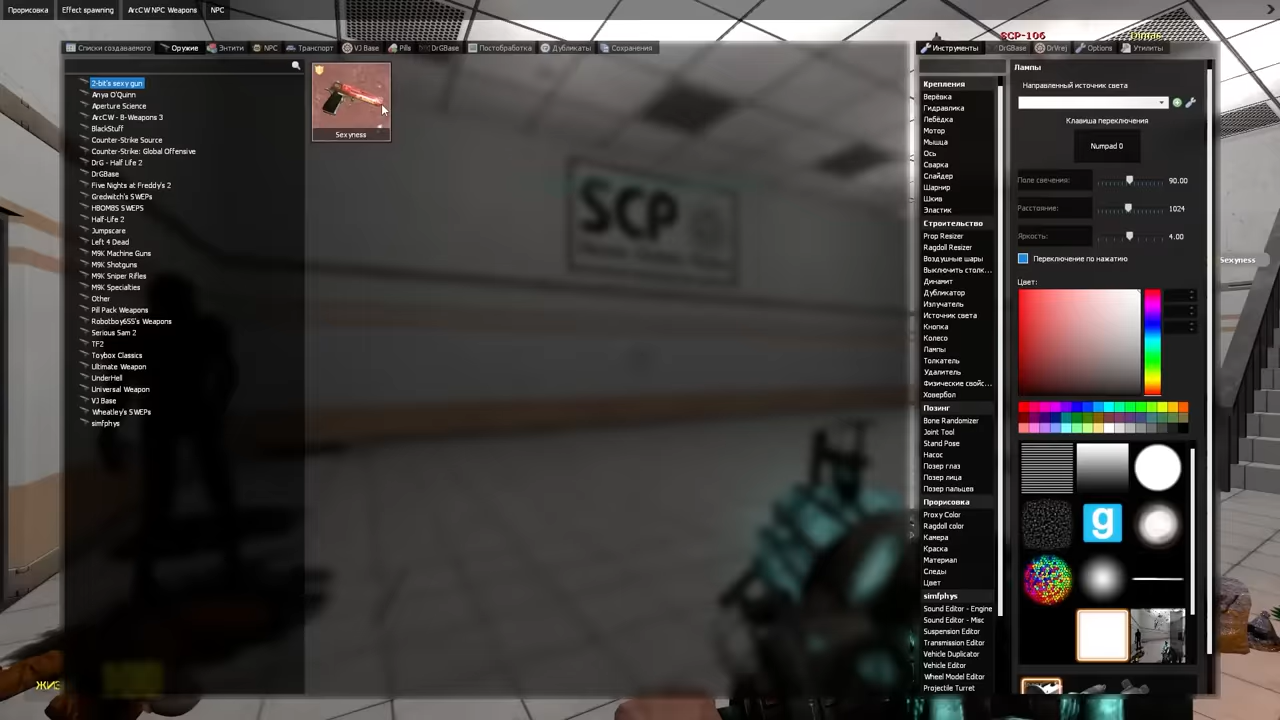 Прорисовка Effect spawning ArcCW NPC Weapons NPC
SCP-106
Dimas
Списки создаваемого Оружие Энтити NPC Транспорт VJ Base Pills DrGBase Постобработка Дубликаты Сохранения
2-bit's sexy gun
Anya O'Quinn
Aperture Science
ArcCW - B-Weapons 3
BlackStuff
Counter-Strike Source
Counter-Strike: Global Offensive
DrG - Half Life 2
DrGBase
Five Nights at Freddy's 2
Gredwitch's SWEPs
HBOMBS SWEPS
Half-Life 2
Jumpscare
Left 4 Dead
M9K Machine Guns
M9K Shotguns
M9K Sniper Rifles
M9K Specialties
Other
Pill Pack Weapons
Robotboy655's Weapons
Serious Sam 2
TF2
Toybox Classics
Ultimate Weapon
UnderHell
Universal Weapon
VJ Base
Wheatley's SWEPs
simfphys
Sexyness
SCP
Инструменты DrGBase OrVrej Options Утилиты
Крепления
Верёвка
Гидравлика
Лебёдка
Мотор
Мышца
Ось
Сварка
Слайдер
Шарнир
Шкив
Эластик
Строительство
Prop Resizer
Ragdoll Resizer
Воздушные шары
Выключить столк...
Динамит
Дубликатор
Излучатель
Источник света
Кнопка
Колесо
Лампы
Толкатель
Удалитель
Физические свойс...
Ховербол
Позинг
Bone Randomizer
Joint Tool
Stand Pose
Насос
Позер глаз
Позер лица
Позер пальцев
Прорисовка
Proxy Color
Ragdoll color
Камера
Краска
Материал
Следы
Цвет
simfphys
Sound Editor - Engine
Sound Editor - Misc
Suspension Editor
Transmission Editor
Vehicle Duplicator
Vehicle Editor
Wheel Model Editor
Projectile Turret
Лампы
Направленный источник света
Клавиша переключения
Numpad 0
Поле свечения: 90.00
Расстояние: 1024
Яркость: 4.00
Переключение по нажатию
Цвет:
g
Sexyness